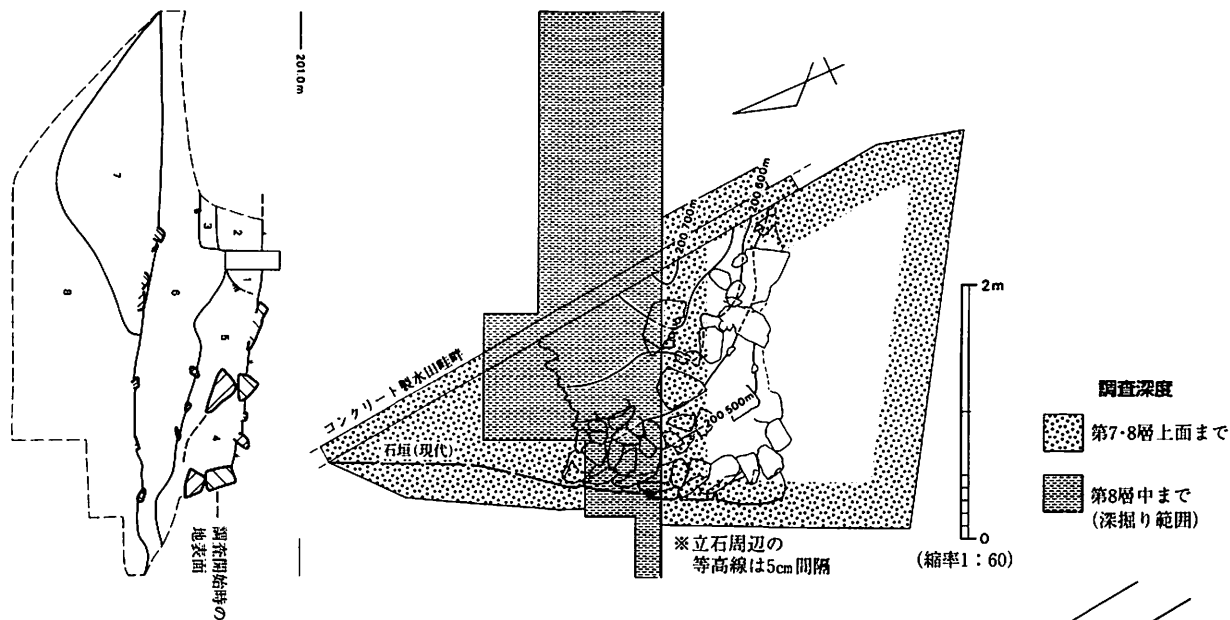 201.0m
7
8
6
3
2
1
5
4
調査開始時の
地表面
コンクリート製水田畦畔
石垣(現代)
200.600m
200.500m
※立石周辺の
等高線は5cm間隔
2m
0
(縮率1：60)
調査深度
第7・8層上面まで
第8層中まで
(深掘り範囲)